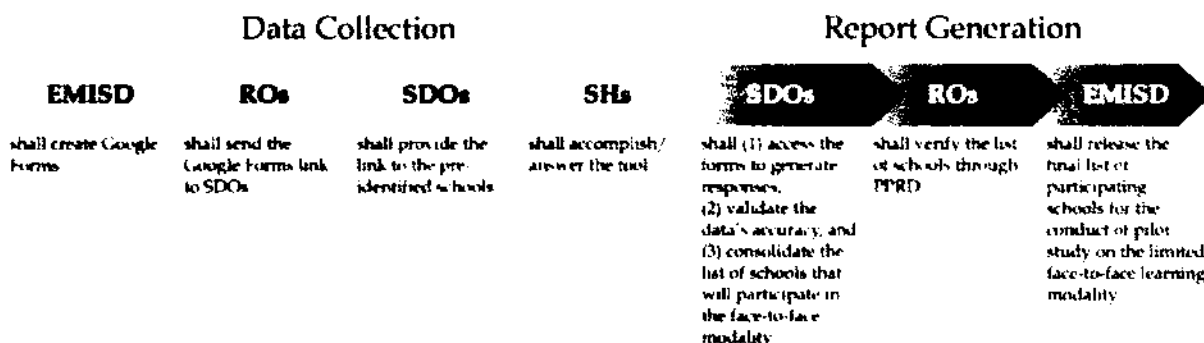 Data Collection
Report Generation
EMISD
shall create Google
Forms
ROs
shall send the
Google Forms link
to SDOs
SDOs
shall provide the
link to the pre-
identified schools
SHs
shall accomplish/
answer the tool
SDOs
shall (1) access the
forms to generate
responses,
(2) validate the
data's accuracy, and
(3) consolidate the
list of schools that
will participate in
the face-to-face
modality
ROs
shall verify the list
of schools through
PPRD
EMISD
shall release the
final list of
participating
schools for the
conduct of pilot
study on the limited
face-to-face learning
modality